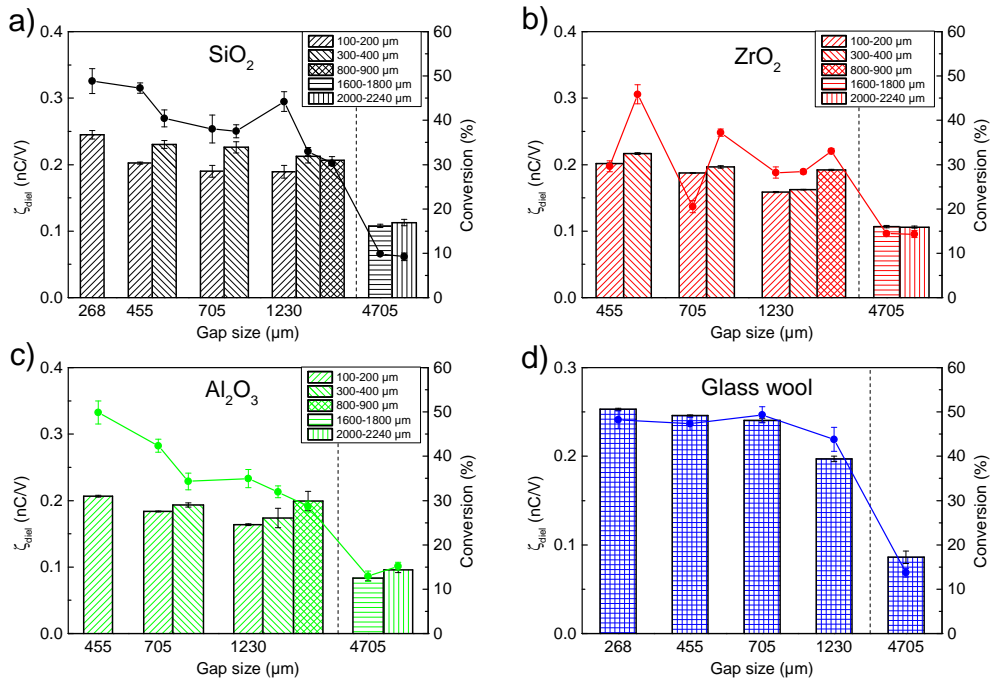 a)
SiO₂
100-200 µm
300-400 µm
800-900 µm
1600-1800 µm
2000-2240 µm
0.4
0.3
0.2
0.1
0.0
ζdiel (nC/V)
60
50
40
30
20
10
0
Conversion (%)
268 455 705 1230 4705
Gap size (µm)
b)
ZrO₂
100-200 µm
300-400 µm
800-900 µm
1600-1800 µm
2000-2240 µm
0.4
0.3
0.2
0.1
0.0
ζdiel (nC/V)
60
50
40
30
20
10
0
Conversion (%)
455 705 1230 4705
Gap size (µm)
c)
Al₂O₃
100-200 µm
300-400 µm
800-900 µm
1600-1800 µm
2000-2240 µm
0.4
0.3
0.2
0.1
0.0
ζdiel (nC/V)
60
50
40
30
20
10
0
Conversion (%)
455 705 1230 4705
Gap size (µm)
d)
Glass wool
0.3
0.2
0.1
0.0
ζdiel (nC/V)
60
50
40
30
20
10
0
Conversion (%)
268 455 705 1230 4705
Gap size (µm)